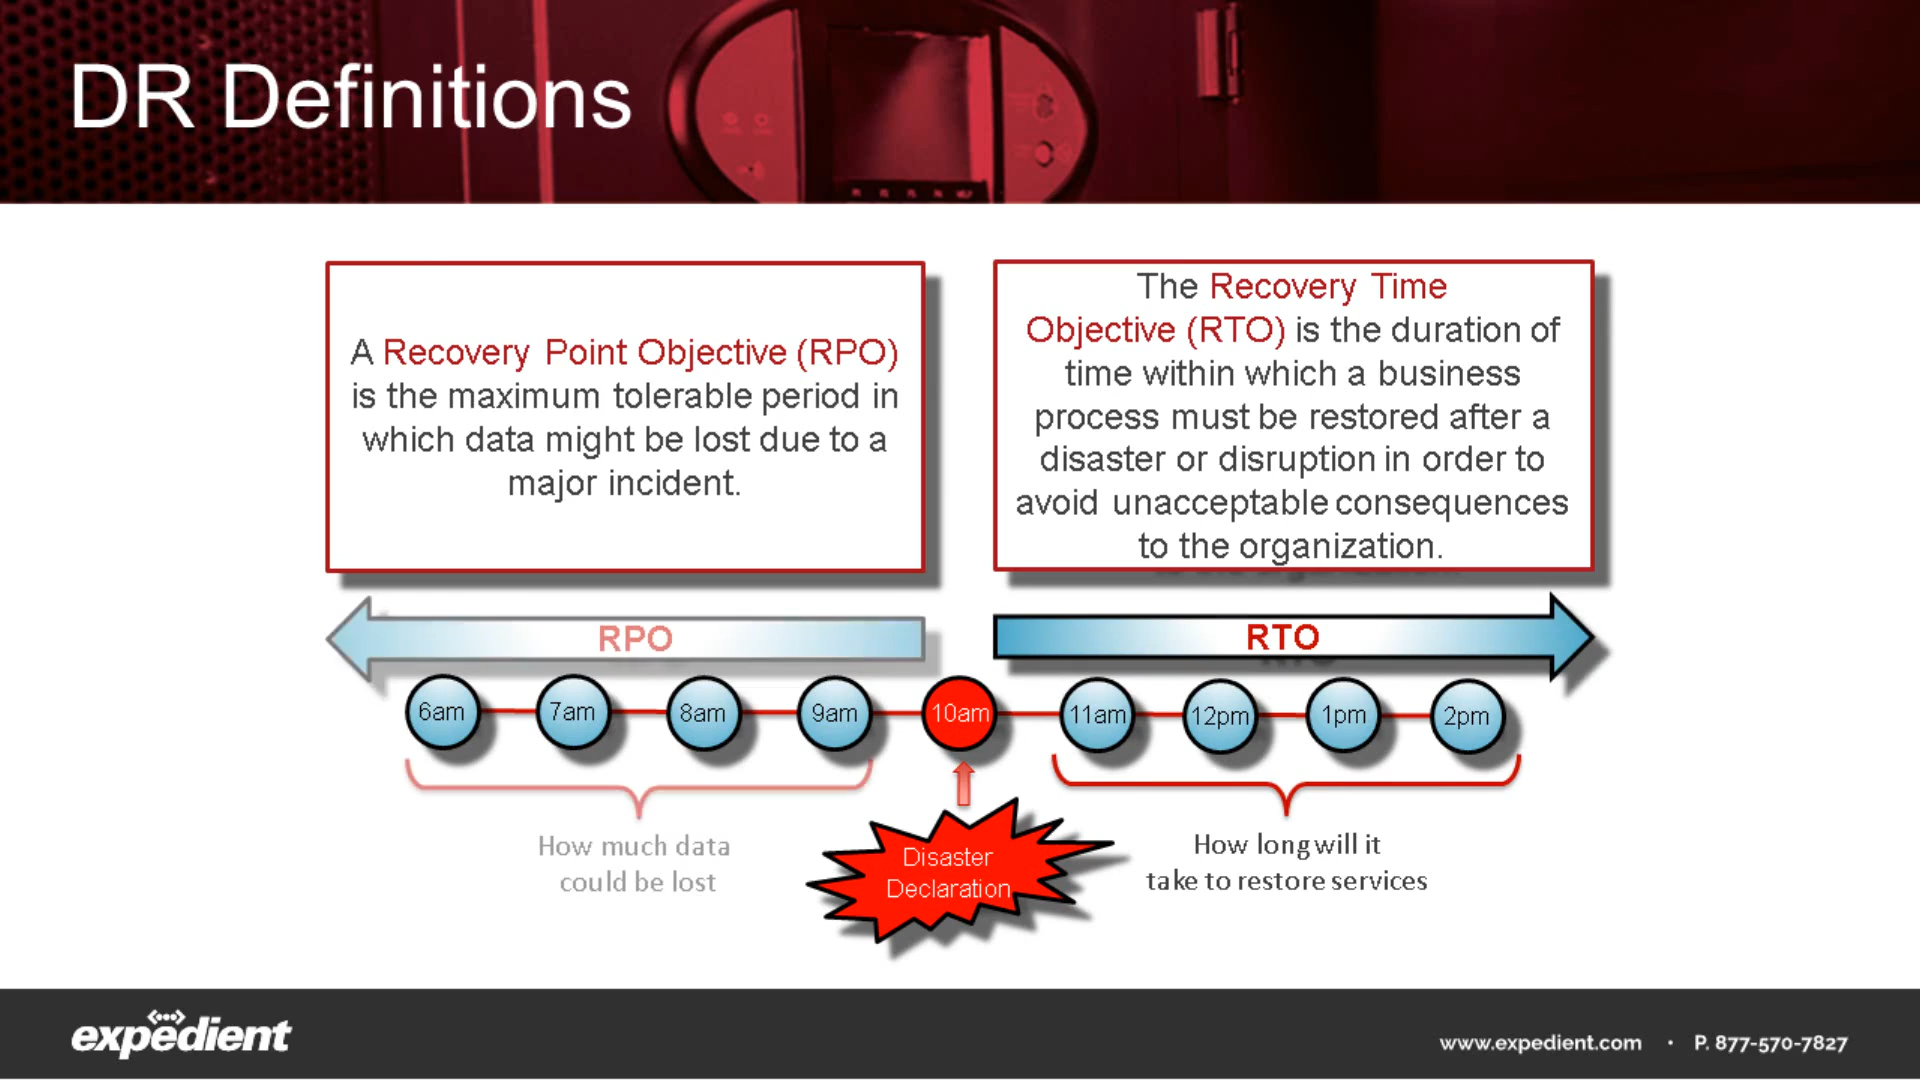 DR Definitions
A Recovery Point Objective (RPO)
is the maximum tolerable period in
which data might be lost due to a
major incident.
The Recovery Time
Objective (RTO) is the duration of
time within which a business
process must be restored after a
disaster or disruption in order to
avoid unacceptable consequences
to the organization.
RPO
RTO
6am
7am
8am
9am
10am
11am
12pm
1pm
2pm
How much data
could be lost
Disaster
Declaration
How long will it
take to restore services
expedient
www.expedient.com • P. 877-570-7827